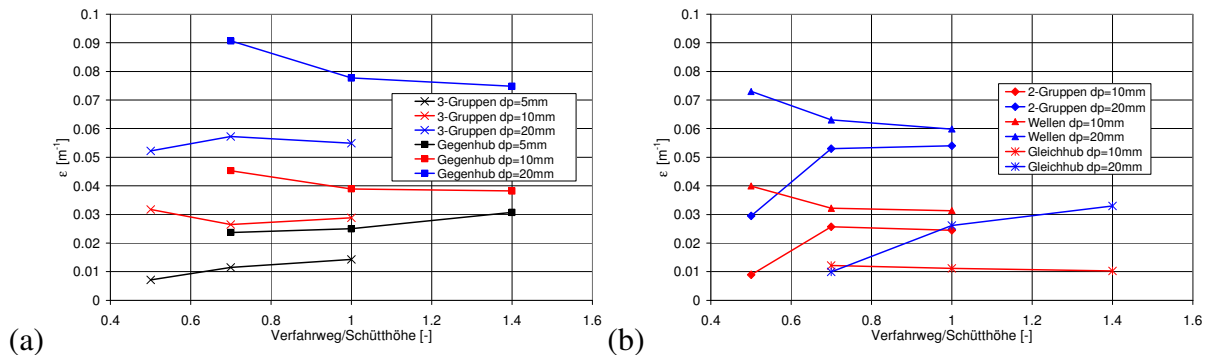 0.1
0.09
0.08
0.07
0.06
0.05
0.04
0.03
0.02
0.01
0
ε [m⁻¹]
3-Gruppen dp=5mm
3-Gruppen dp=10mm
3-Gruppen dp=20mm
Gegenhub dp=5mm
Gegenhub dp=10mm
Gegenhub dp=20mm
0.4 0.6 0.8 1.0 1.2 1.4 1.6
Verfahrweg/Schütthöhe [-]
(a)
0.1
0.09
0.08
0.07
0.06
0.05
0.04
0.03
0.02
0.01
0
ε [m⁻¹]
2-Gruppen dp=10mm
2-Gruppen dp=20mm
Wellen dp=10mm
Wellen dp=20mm
Gleichhub dp=10mm
Gleichhub dp=20mm
0.4 0.6 0.8 1.0 1.2 1.4 1.6
Verfahrweg/Schütthöhe [-]
(b)